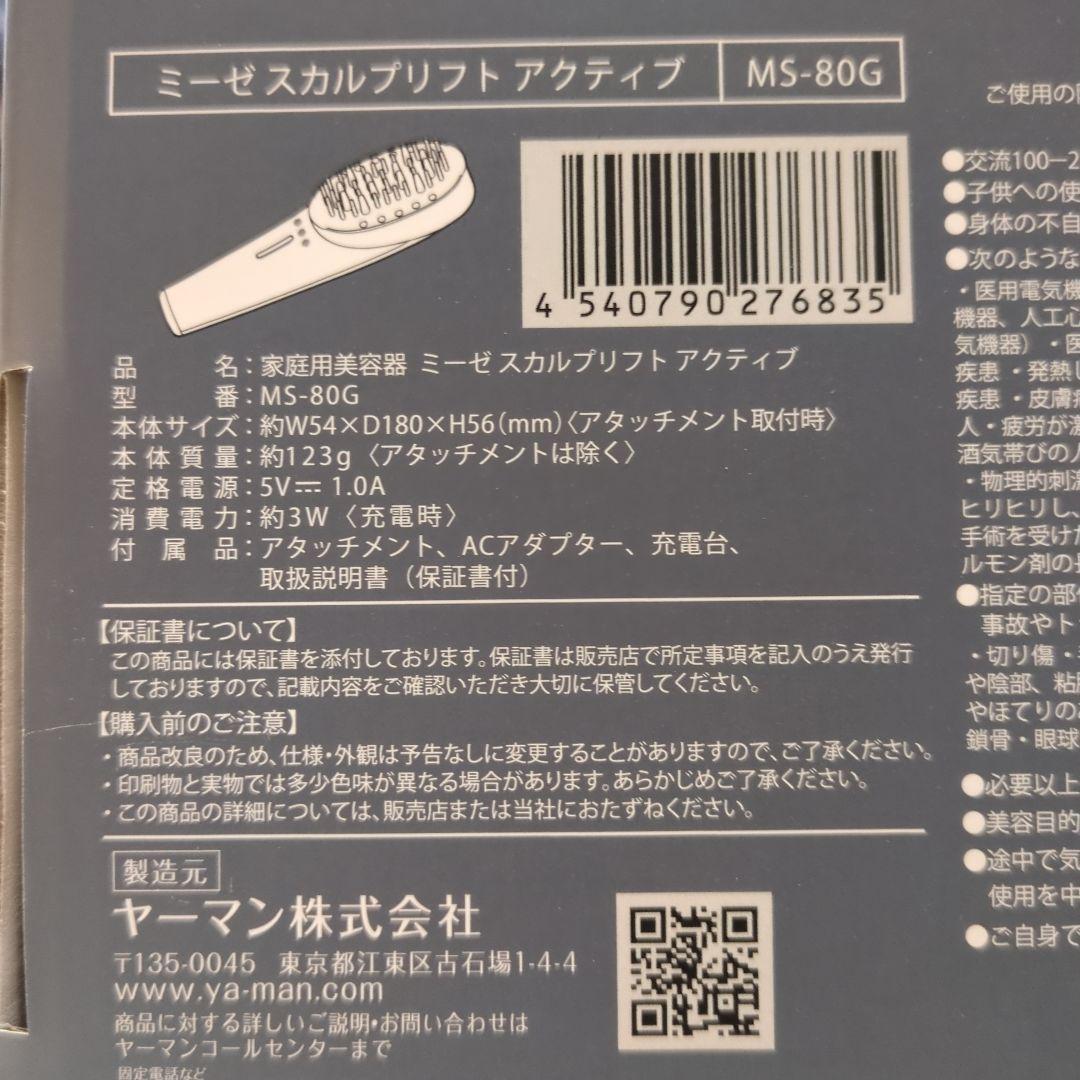 ミーゼ スカルプリフト アクティブ MS-80G
4 540790 276835
品名：家庭用美容器 ミーゼ スカルプリフト アクティブ
型番：MS-80G
本体サイズ：約W54×D180×H56(mm)〈アタッチメント取付時〉
本体質量：約123g〈アタッチメントは除く〉
定格電源：5V⎓ 1.0A
消費電力：約3W〈充電時〉
付属品：アタッチメント、ACアダプター、充電台、
取扱説明書（保証書付）
【保証書について】
この商品には保証書を添付しております。保証書は販売店で所定事項を記入のうえ発行
しておりますので、記載内容をご確認いただき大切に保管してください。
【購入前のご注意】
・商品改良のため、仕様・外観は予告なしに変更することがありますので、ご了承ください。
・印刷物と実物では多少色味が異なる場合があります。あらかじめご了承ください。
・この商品の詳細については、販売店または当社におたずねください。
製造元
ヤーマン株式会社
〒135-0045 東京都江東区古石場1-4-4
www.ya-man.com
商品に対する詳しいご説明・お問い合わせは
ヤーマンコールセンターまで
固定電話など
ご使用の
●交流100－2
●子供への使
●身体の不自
●次のような
・医用電気機
機器、人工心
気機器）・医
疾患・発熱し
疾患・皮膚疾
人・疲労が激
酒気帯びの人
・物理的刺激
ヒリヒリし、
手術を受けた
ルモン剤の長
●指定の部
事故やト
・切り傷・
や陰部、粘膜
やほてりの
鎖骨・眼球
●必要以上
●美容目的
●途中で気
使用を中
●ご自身で